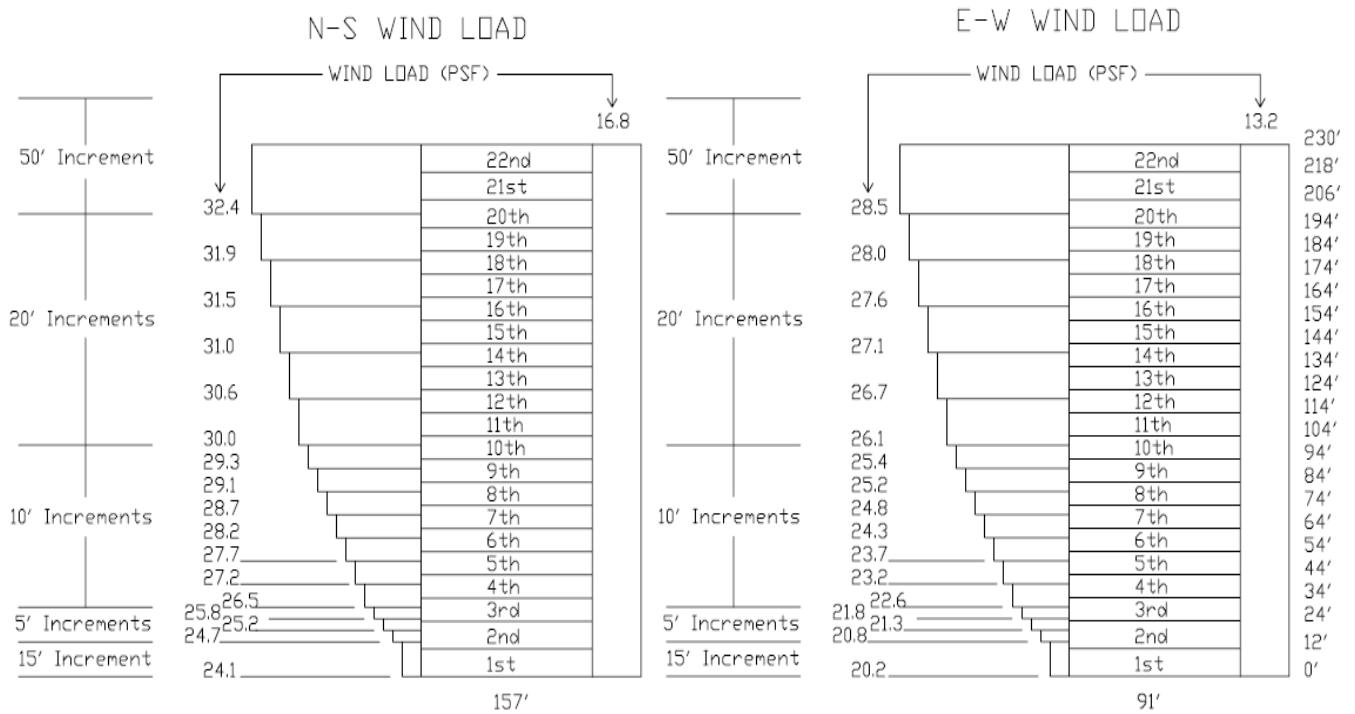 N-S WIND LOAD
WIND LOAD (PSF)
16.8
50' Increment
20' Increments
10' Increments
5' Increments
15' Increment
32.4
31.9
31.5
31.0
30.6
30.0
29.3
29.1
28.7
28.2
27.7
27.2
26.5
25.8
25.2
24.7
24.1
22nd
21st
20th
19th
18th
17th
16th
15th
14th
13th
12th
11th
10th
9th
8th
7th
6th
5th
4th
3rd
2nd
1st
157'
E-W WIND LOAD
WIND LOAD (PSF)
13.2
50' Increment
20' Increments
10' Increments
5' Increments
15' Increment
28.5
28.0
27.6
27.1
26.7
26.1
25.4
25.2
24.8
24.3
23.7
23.2
22.6
21.8
21.3
20.8
20.2
22nd
21st
20th
19th
18th
17th
16th
15th
14th
13th
12th
11th
10th
9th
8th
7th
6th
5th
4th
3rd
2nd
1st
91'
230'
218'
206'
194'
184'
174'
164'
154'
144'
134'
124'
114'
104'
94'
84'
74'
64'
54'
44'
34'
24'
12'
0'